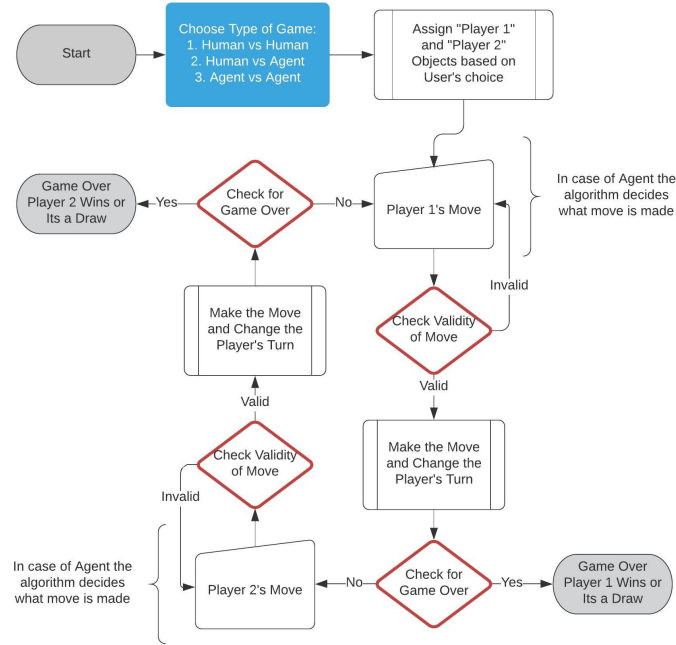 Start
Choose Type of Game:
1. Human vs Human
2. Human vs Agent
3. Agent vs Agent
Assign "Player 1"
and "Player 2"
Objects based on
User's choice
Game Over
Player 2 Wins or
Its a Draw
Yes
Check for
Game Over
No
Player 1's Move
In case of Agent the
algorithm decides
what move is made
Invalid
Make the Move
and Change the
Player's Turn
Check Validity
of Move
Valid
Valid
Check Validity
of Move
Make the Move
and Change the
Player's Turn
Invalid
In case of Agent the
algorithm decides
what move is made
Player 2's Move
No
Check for
Game Over
Yes
Game Over
Player 1 Wins or
Its a Draw